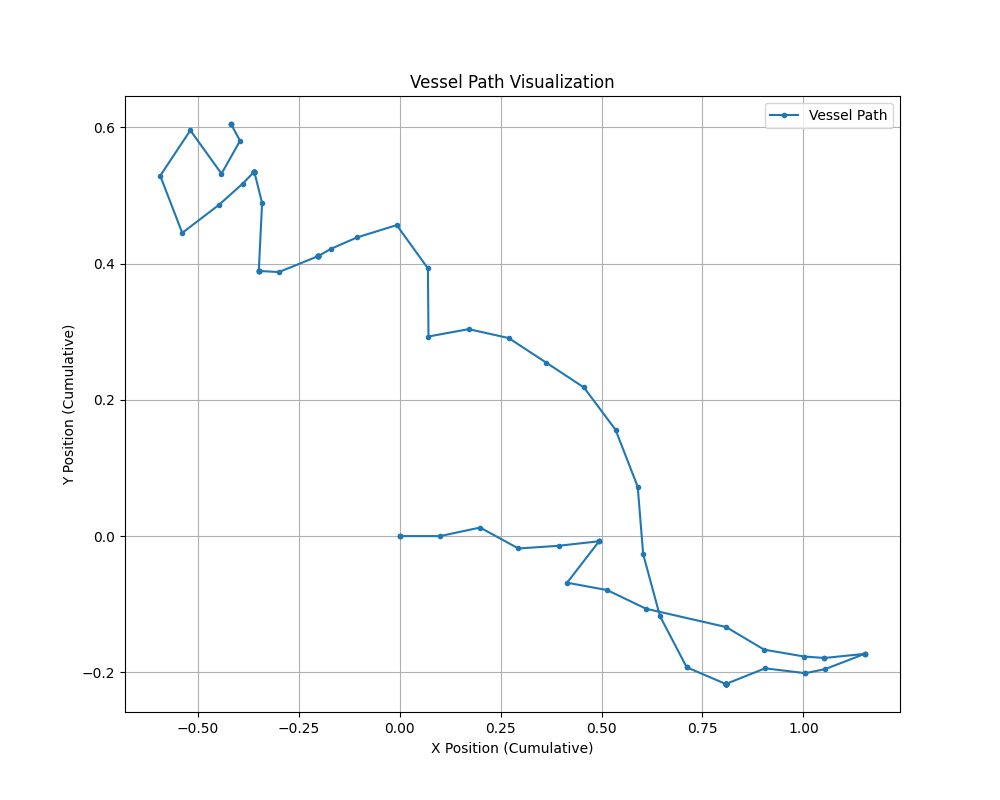 Vessel Path Visualization
Vessel Path
0.6
0.4
0.2
0.0
−0.2
Y Position (Cumulative)
−0.50 −0.25 0.00 0.25 0.50 0.75 1.00
X Position (Cumulative)